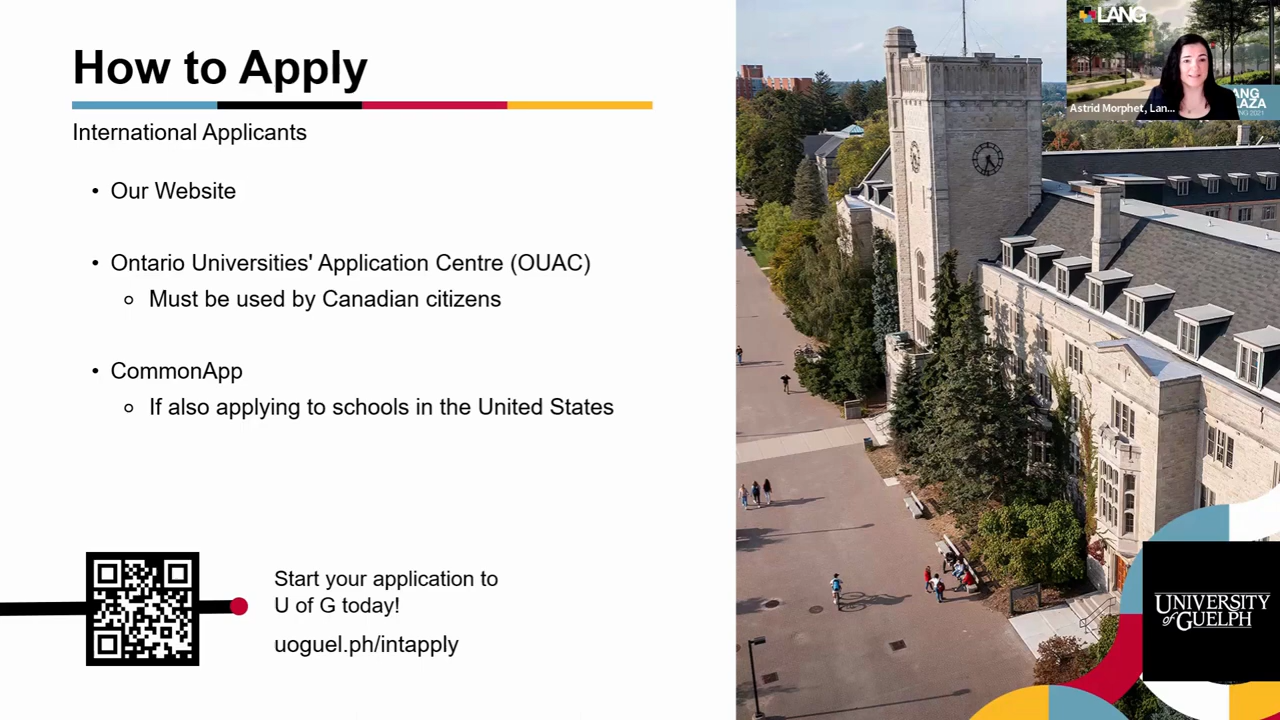 How to Apply
International Applicants
• Our Website
• Ontario Universities' Application Centre (OUAC)
○ Must be used by Canadian citizens
• CommonApp
○ If also applying to schools in the United States
Start your application to
U of G today!
uoguel.ph/intapply
LANG
Astrid Morphet, Lan...
UNIVERSITY
of GUELPH